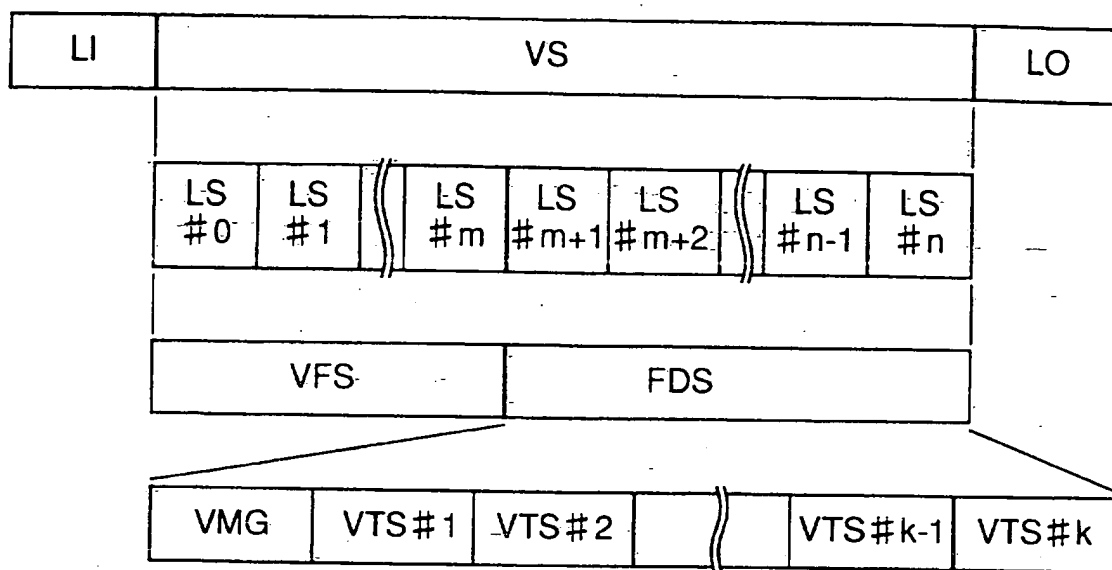 LI VS LO
LS LS LS LS LS LS LS
#0 #1 #m #m+1 #m+2 #n-1 #n
VFS FDS
VMG VTS#1 VTS#2 VTS#k-1 VTS#k